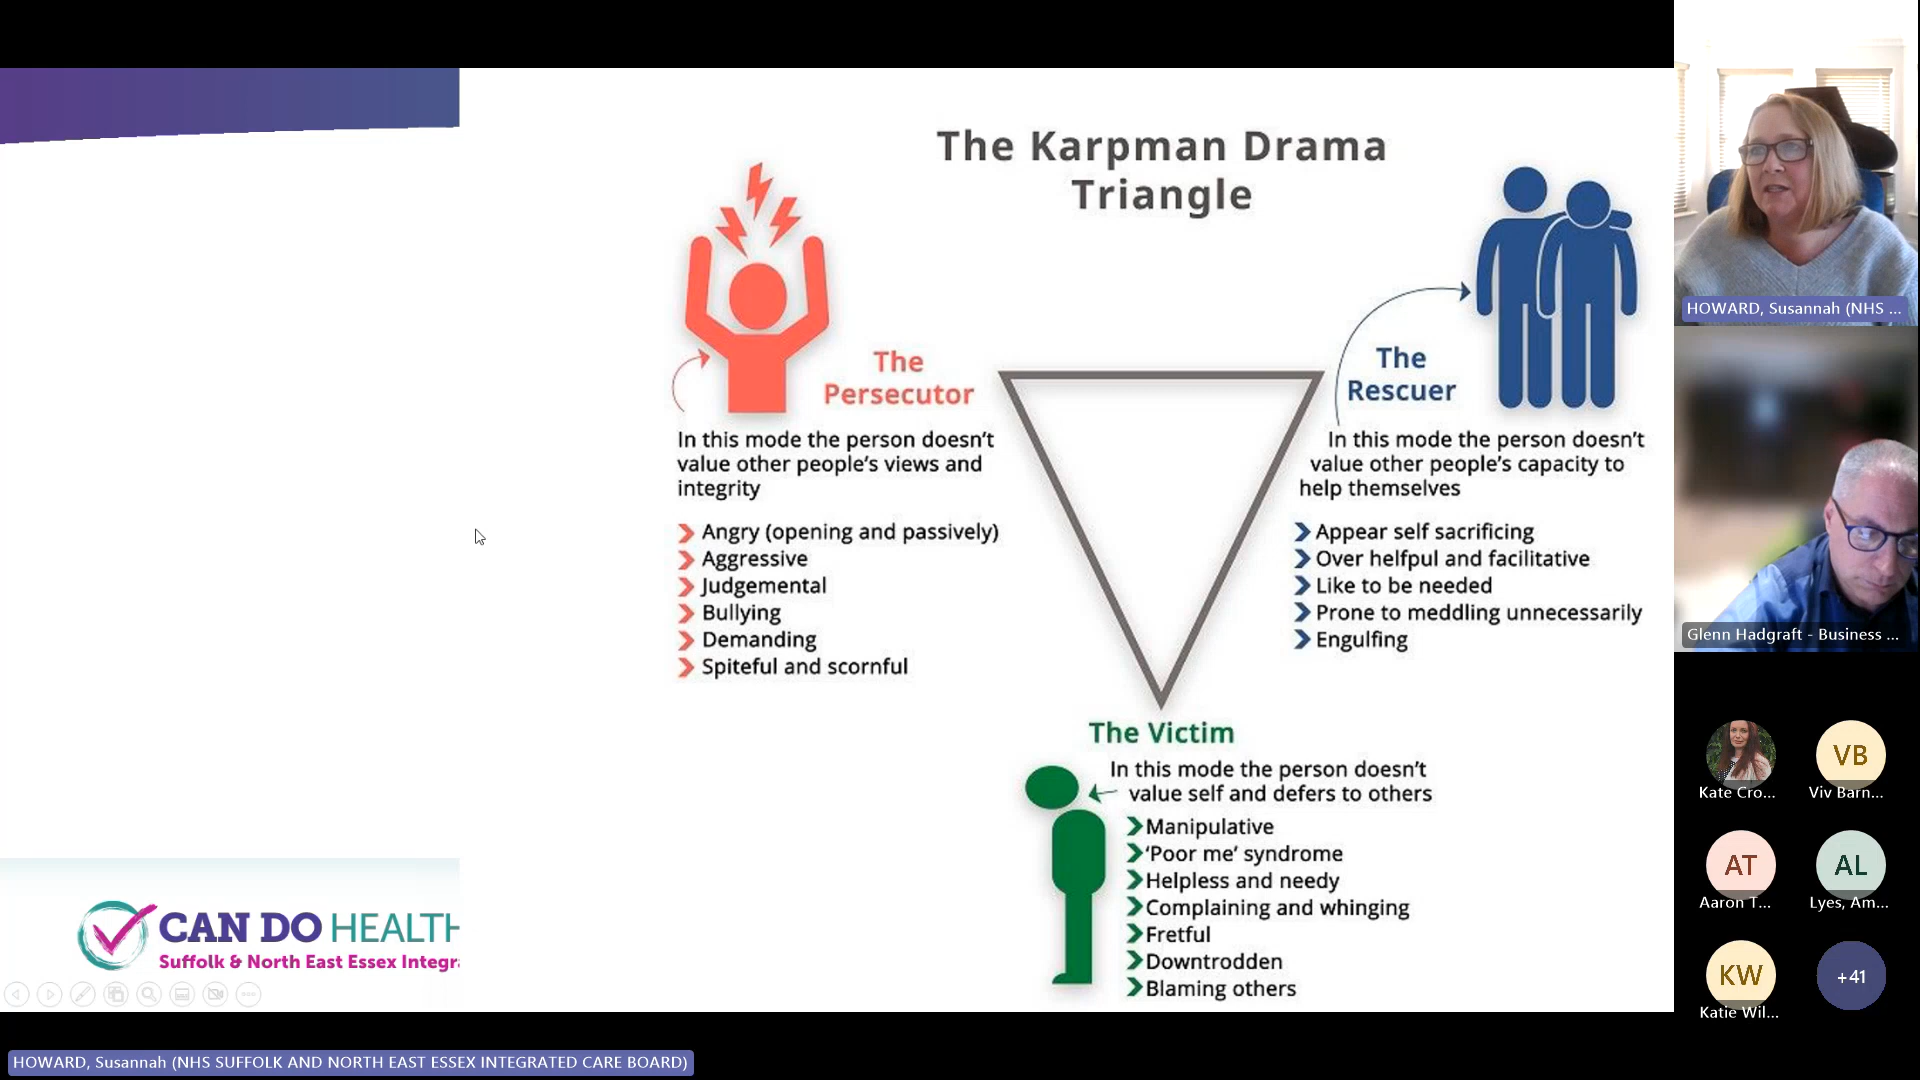 The Karpman Drama
Triangle
The
Persecutor
In this mode the person doesn't
value other people's views and
integrity
Angry (opening and passively)
Aggressive
Judgemental
Bullying
Demanding
Spiteful and scornful
The
Rescuer
In this mode the person doesn't
value other people's capacity to
help themselves
Appear self sacrificing
Over helfpul and facilitative
Like to be needed
Prone to meddling unnecessarily
Engulfing
The Victim
In this mode the person doesn't
value self and defers to others
Manipulative
'Poor me' syndrome
Helpless and needy
Complaining and whinging
Fretful
Downtrodden
Blaming others
CAN DO HEALTH
Suffolk & North East Essex Integra
HOWARD, Susannah (NHS SUFFOLK AND NORTH EAST ESSEX INTEGRATED CARE BOARD)
HOWARD, Susannah (NHS ...
Glenn Hadgraft - Business ...
Kate Cro...
VB
Viv Barn...
AT
Aaron T...
AL
Lyes, Am...
KW
Katie Wil...
+41